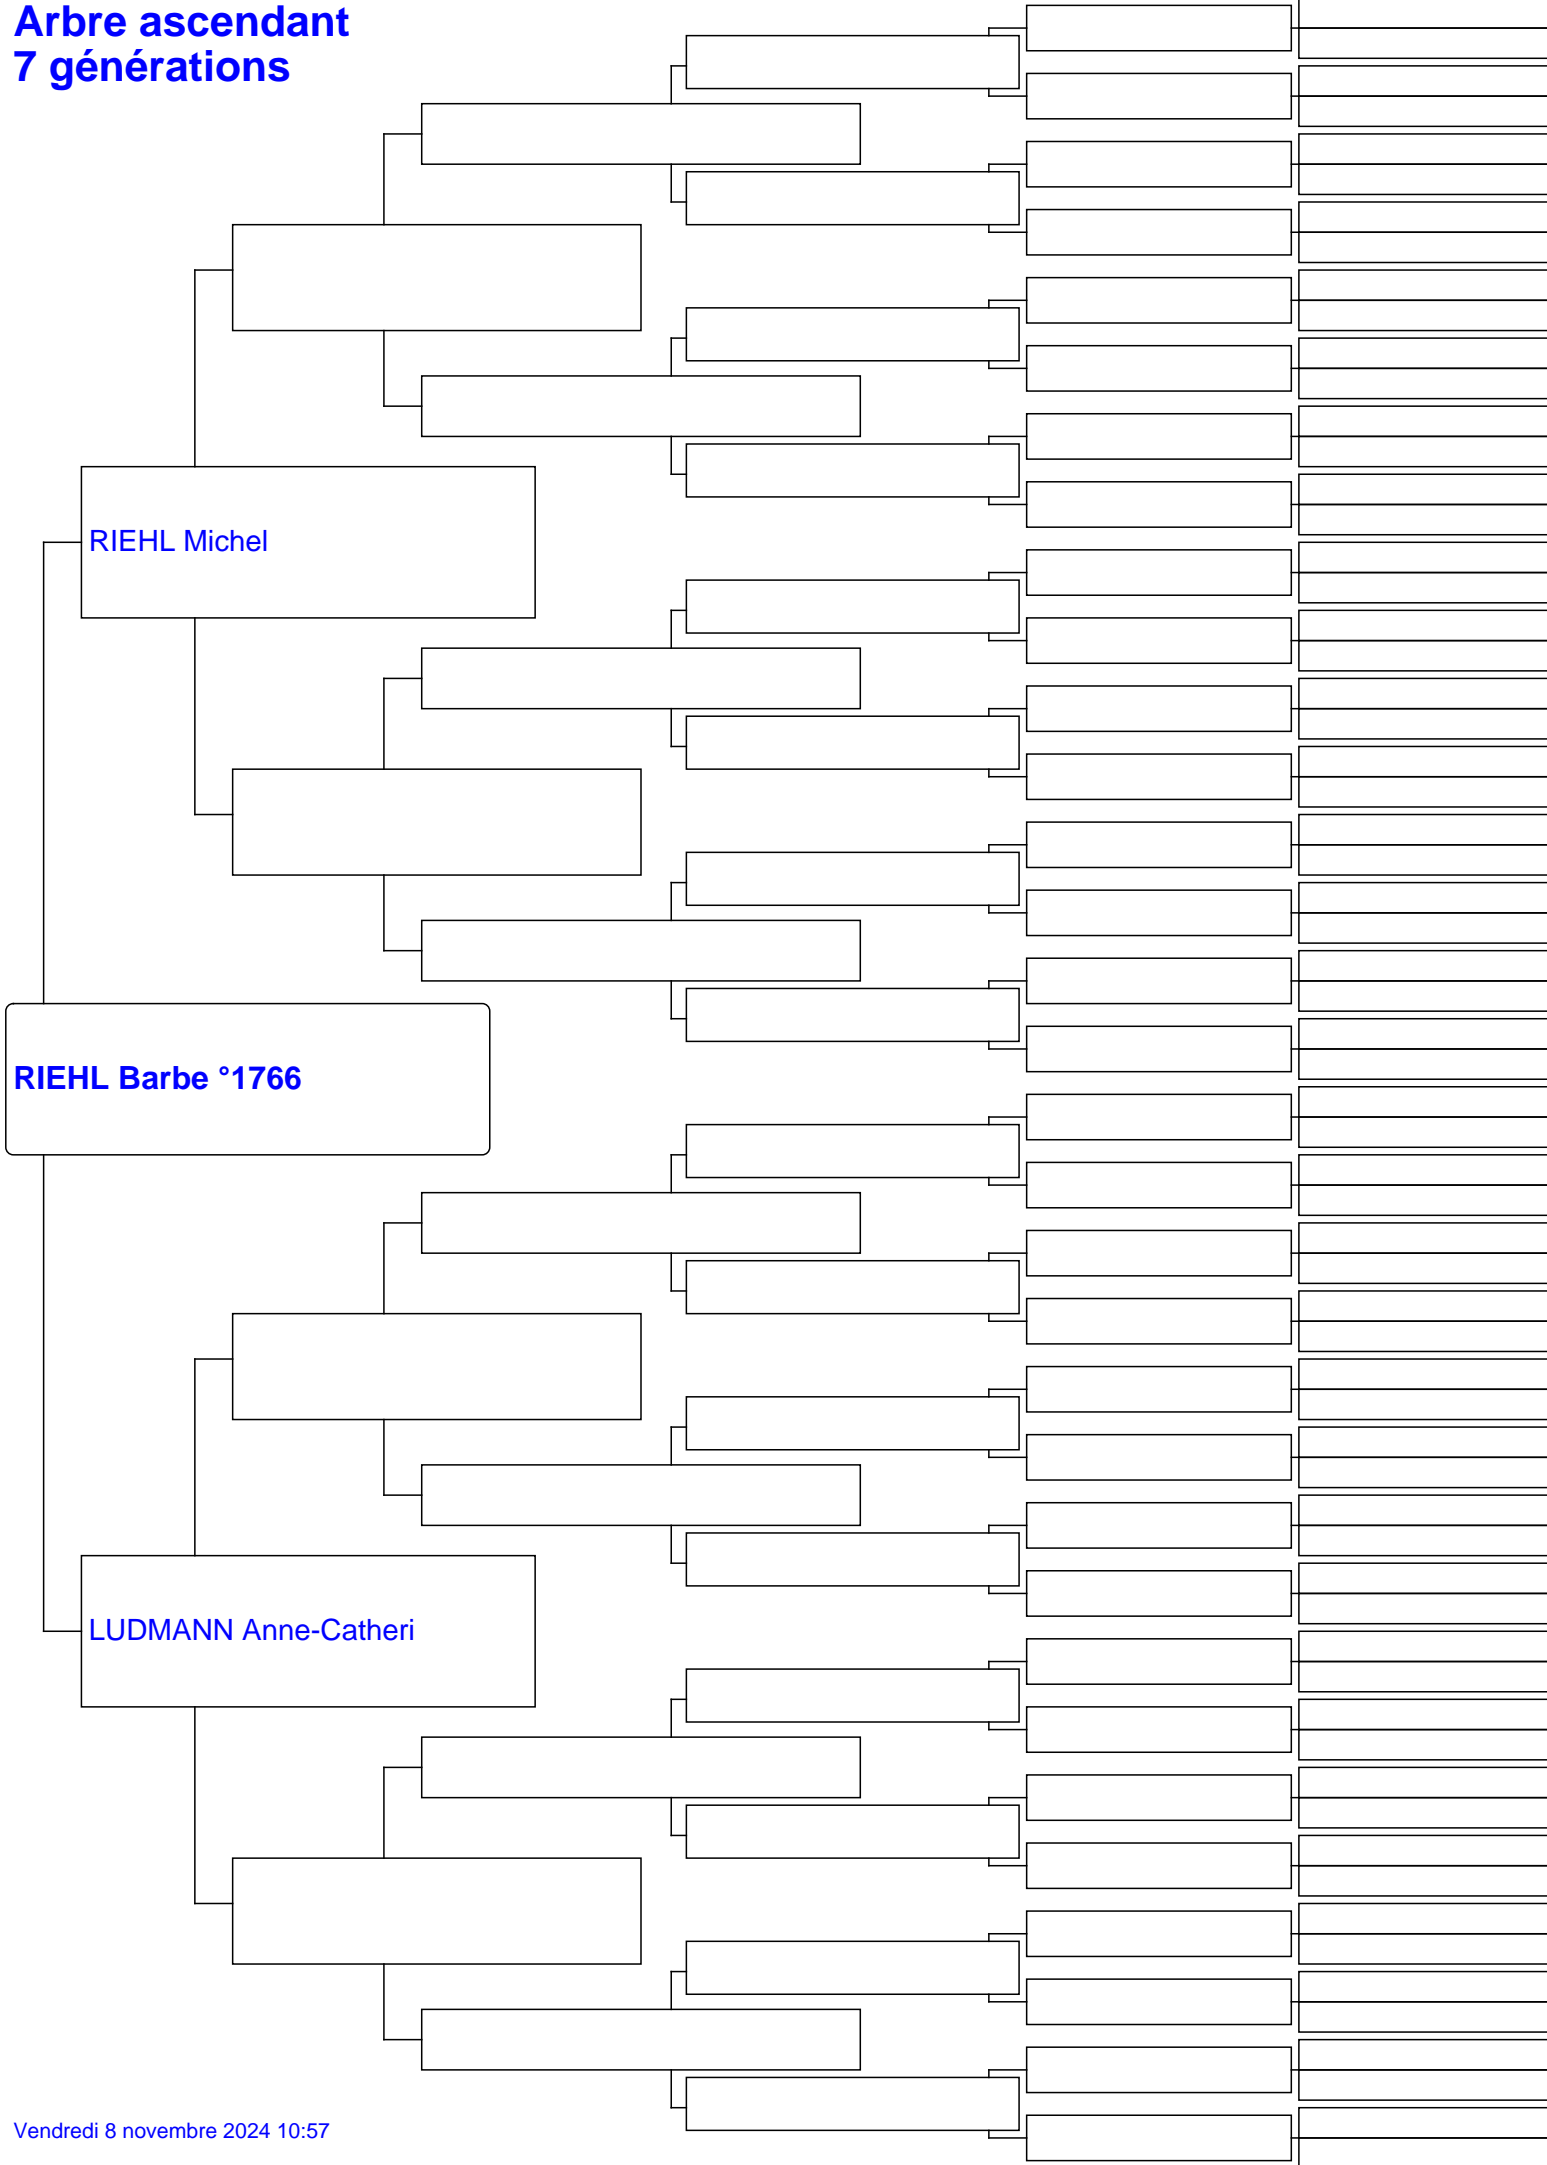 Arbre ascendant
7 générations
RIEHL Michel
RIEHL Barbe °1766
LUDMANN Anne-Catheri
Vendredi 8 novembre 2024 10:57